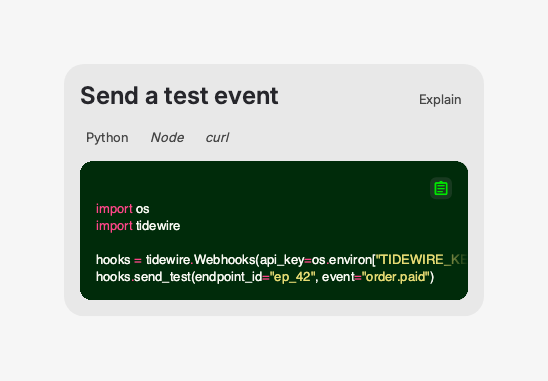 Send a test event
Explain
Python Node curl
import os
import tidewire
hooks = tidewire.Webhooks(api_key=os.environ["TIDEWIRE_KE
hooks.send_test(endpoint_id="ep_42", event="order.paid")